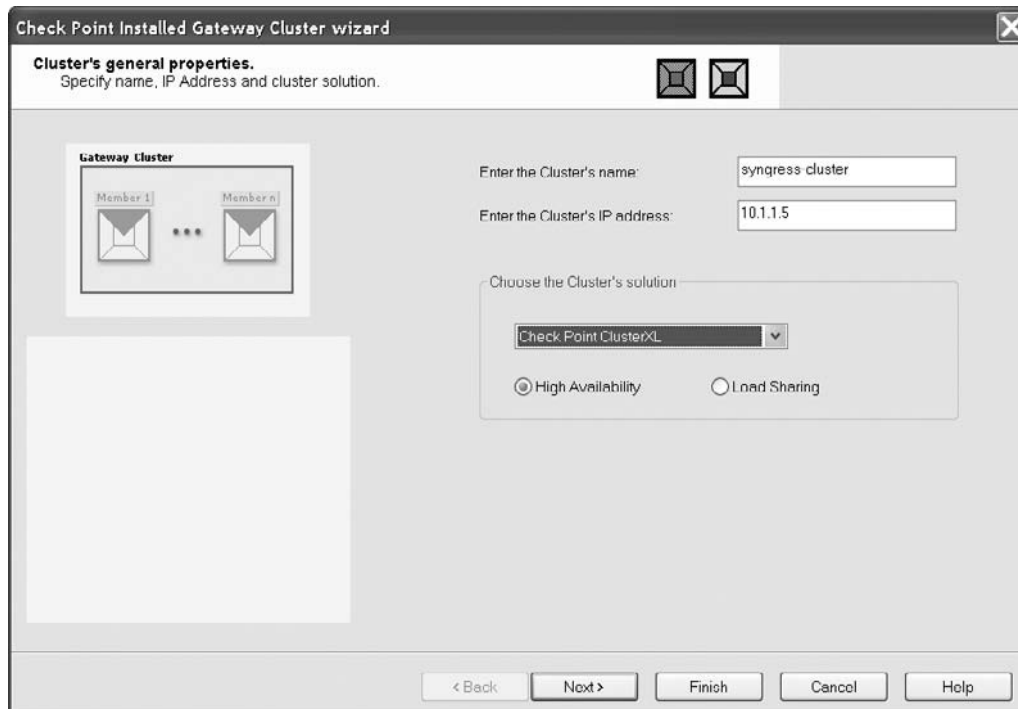 Check Point Installed Gateway Cluster wizard
Cluster's general properties.
Specify name, IP Address and cluster solution.
Gateway Cluster
Member 1
Member n
Enter the Cluster's name:
syngress-cluster
Enter the Cluster's IP address:
10.1.1.5
Choose the Cluster's solution
Check Point ClusterXL
High Availability
Load Sharing
< Back
Next >
Finish
Cancel
Help